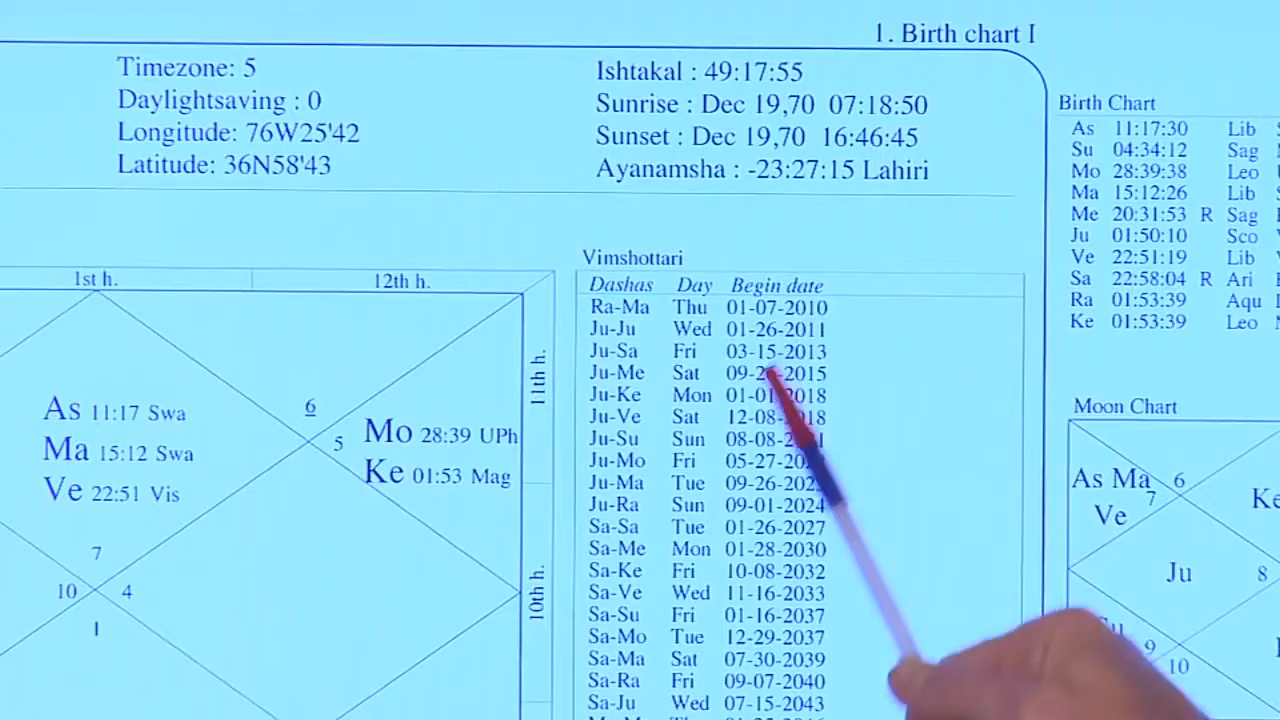 1. Birth chart I
Timezone: 5
Daylightsaving : 0
Longitude: 76W25'42
Latitude: 36N58'43
Ishtakal : 49:17:55
Sunrise : Dec 19,70 07:18:50
Sunset : Dec 19,70 16:46:45
Ayanamsha : -23:27:15 Lahiri
1st h.
12th h.
11th h.
10th h.
As 11:17 Swa
Ma 15:12 Swa
Ve 22:51 Vis
6
5
Mo 28:39 UPh
Ke 01:53 Mag
7
10
4
1
Vimshottari
Dashas Day Begin date
Ra-Ma Thu 01-07-2010
Ju-Ju Wed 01-26-2011
Ju-Sa Fri 03-15-2013
Ju-Me Sat
Ju-Ke Mon
Ju-Ve Sat
Ju-Su Sun
Ju-Mo Fri
Ju-Ma Tue
Ju-Ra Sun 09-01-2024
Sa-Sa Tue 01-26-2027
Sa-Me Mon 01-28-2030
Sa-Ke Fri 10-08-2032
Sa-Ve Wed 11-16-2033
Sa-Su Fri 01-16-2037
Sa-Mo Tue 12-29-2037
Sa-Ma Sat 07-30-2039
Sa-Ra Fri 09-07-2040
Sa-Ju Wed 07-15-2043
Birth Chart
As 11:17:30 Lib
Su 04:34:12 Sag
Mo 28:39:38 Leo
Ma 15:12:26 Lib
Me 20:31:53 R Sag
Ju 01:50:10 Sco
Ve 22:51:19 Lib
Sa 22:58:04 R Ari
Ra 01:53:39 Aqu
Ke 01:53:39 Leo
Moon Chart
As Ma
Ve
7
6
Ke
Ju
8
9
10